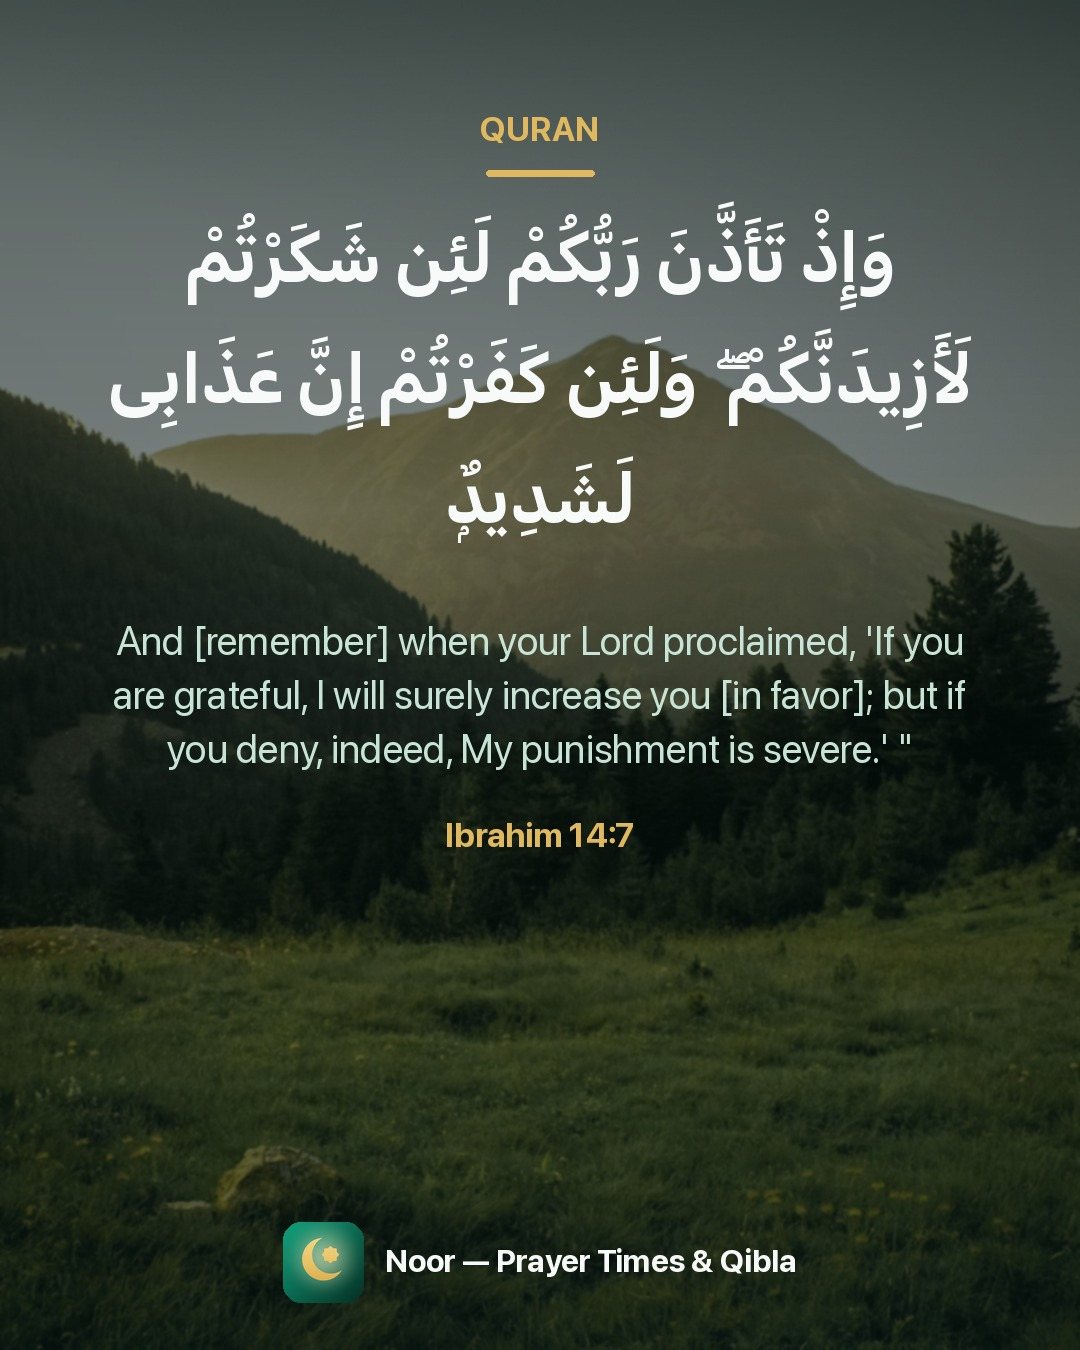 QURAN
وَإِذْ تَأَذَّنَ رَبُّكُمْ لَئِن شَكَرْتُمْ
لَأَزِيدَنَّكُمْ ۖ وَلَئِن كَفَرْتُمْ إِنَّ عَذَابِى
لَشَدِيدٌۭ
And [remember] when your Lord proclaimed, 'If you
are grateful, I will surely increase you [in favor]; but if
you deny, indeed, My punishment is severe.' "
Ibrahim 14:7
Noor — Prayer Times & Qibla